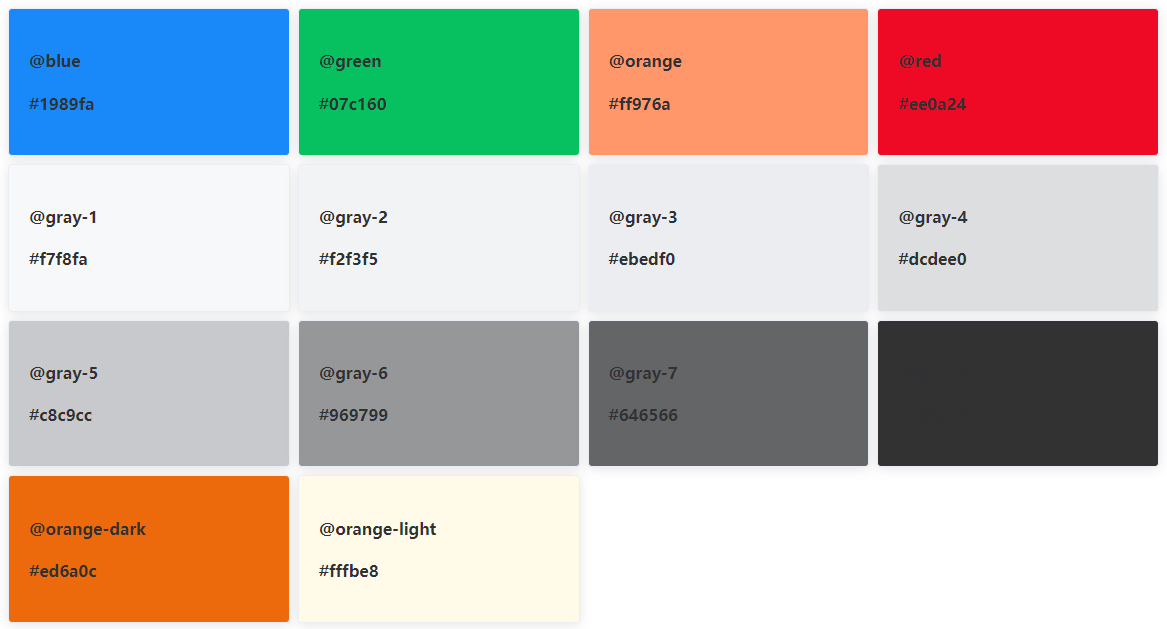 @blue
#1989fa
@green
#07c160
@orange
#ff976a
@red
#ee0a24
@gray-1
#f7f8fa
@gray-2
#f2f3f5
@gray-3
#ebedf0
@gray-4
#dcdee0
@gray-5
#c8c9cc
@gray-6
#969799
@gray-7
#646566
@orange-dark
#ed6a0c
@orange-light
#fffbe8